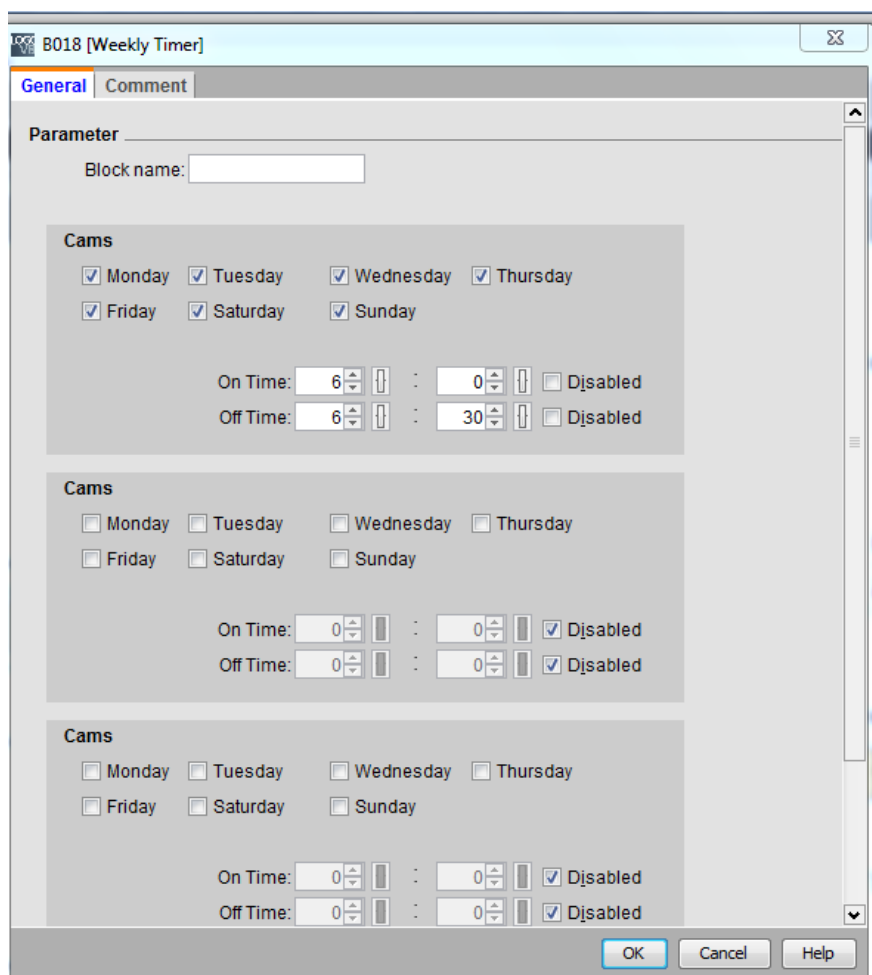 B018 [Weekly Timer]
General Comment
Parameter
Block name:
Cams
Monday Tuesday Wednesday Thursday
Friday Saturday Sunday
On Time: 6 : 0 Disabled
Off Time: 6 : 30 Disabled
Cams
Monday Tuesday Wednesday Thursday
Friday Saturday Sunday
On Time: 0 : 0 Disabled
Off Time: 0 : 0 Disabled
Cams
Monday Tuesday Wednesday Thursday
Friday Saturday Sunday
On Time: 0 : 0 Disabled
Off Time: 0 : 0 Disabled
OK Cancel Help